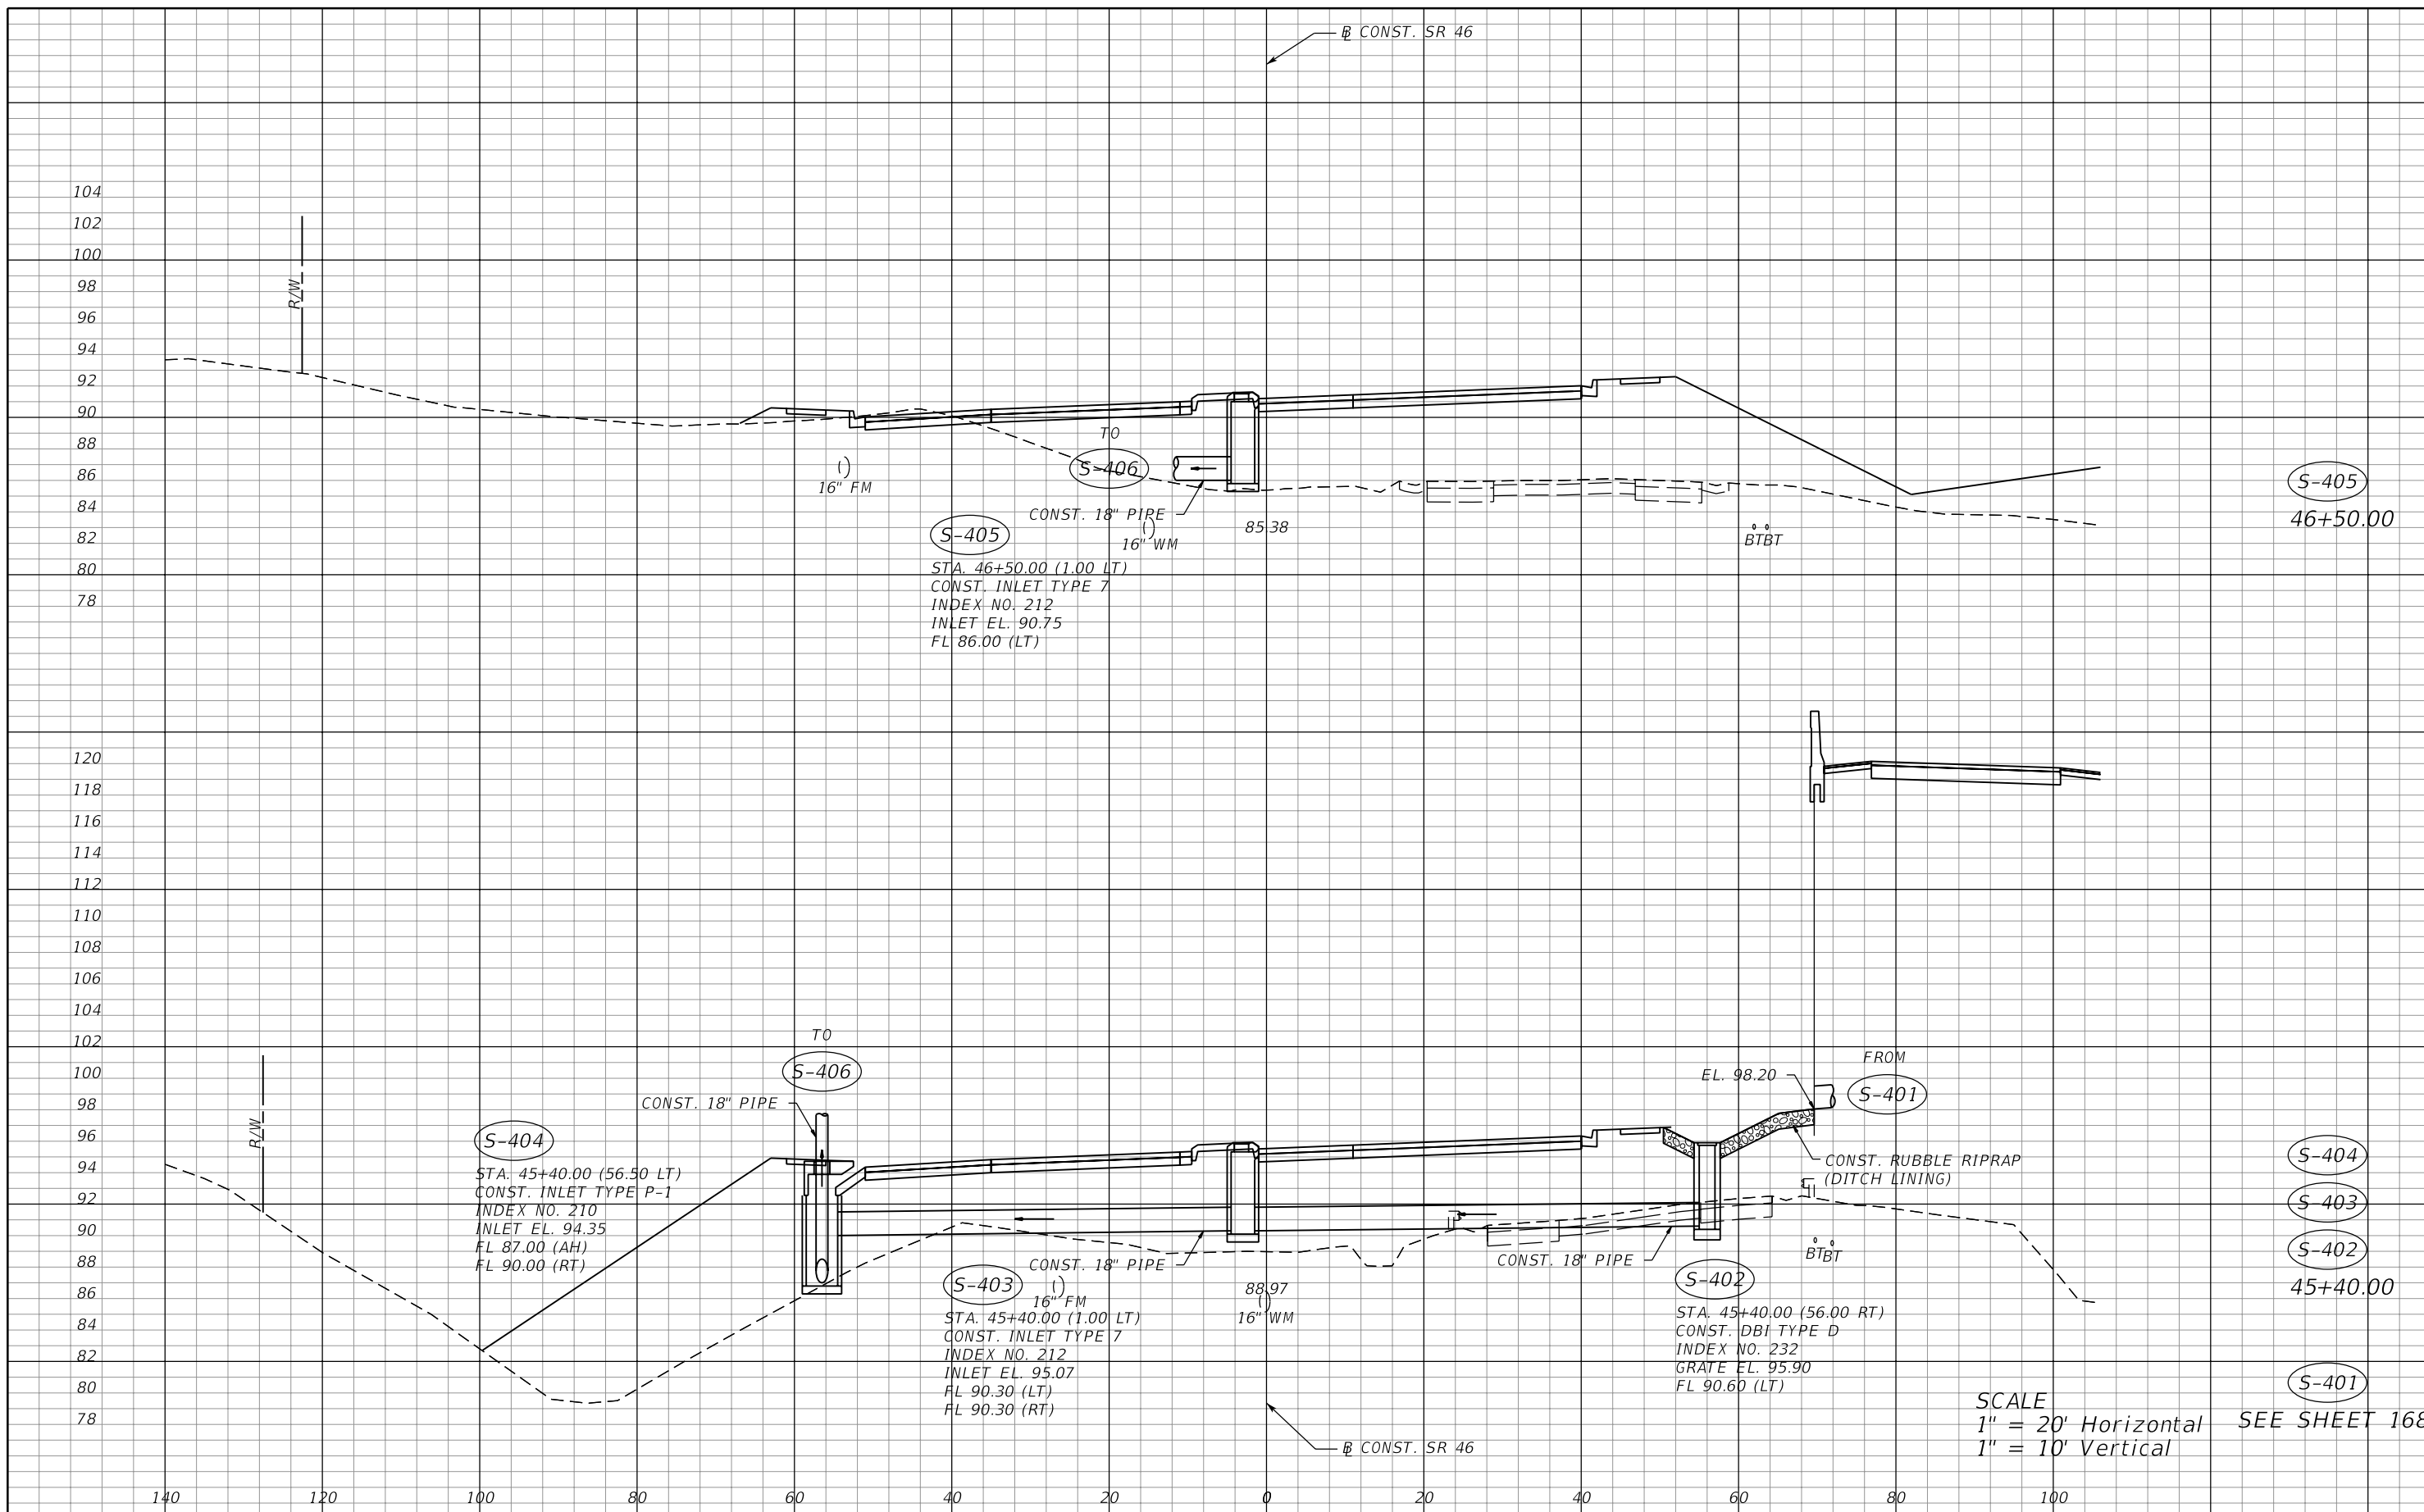 ℄ CONST. SR 46
104
102
100
98
96
94
92
90
88
86
84
82
80
78
R/W
16" FM
TO
S-406
CONST. 18" PIPE
16" WM
85.38
BT BT
S-405
STA. 46+50.00 (1.00 LT)
CONST. INLET TYPE 7
INDEX NO. 212
INLET EL. 90.75
FL 86.00 (LT)
S-405
46+50.00
120
118
116
114
112
110
108
106
104
102
100
98
96
94
92
90
88
86
84
82
80
78
R/W
TO
S-406
CONST. 18" PIPE
S-404
STA. 45+40.00 (56.50 LT)
CONST. INLET TYPE P-1
INDEX NO. 210
INLET EL. 94.35
FL 87.00 (AH)
FL 90.00 (RT)
CONST. 18" PIPE
S-403
16" FM
STA. 45+40.00 (1.00 LT)
CONST. INLET TYPE 7
INDEX NO. 212
INLET EL. 95.07
FL 90.30 (LT)
FL 90.30 (RT)
88.97
16" WM
FROM
S-401
EL. 98.20
CONST. RUBBLE RIPRAP
(DITCH LINING)
CONST. 18" PIPE
BT BT
S-402
STA. 45+40.00 (56.00 RT)
CONST. DBI TYPE D
INDEX NO. 232
GRATE EL. 95.90
FL 90.60 (LT)
S-404
S-403
S-402
45+40.00
S-401
SEE SHEET 168
SCALE
1" = 20' Horizontal
1" = 10' Vertical
℄ CONST. SR 46
140 120 100 80 60 40 20 0 20 40 60 80 100